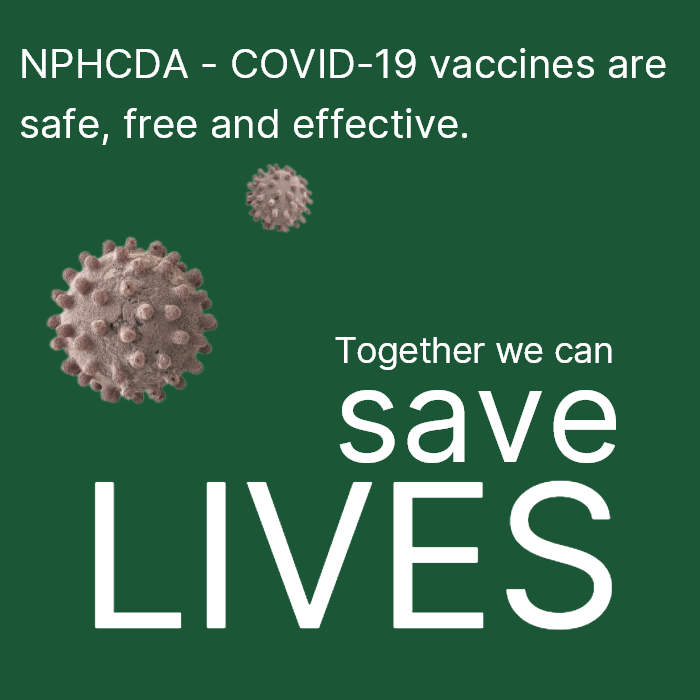 NPHCDA - COVID-19 vaccines are
safe, free and effective.
Together we can
save
LIVES